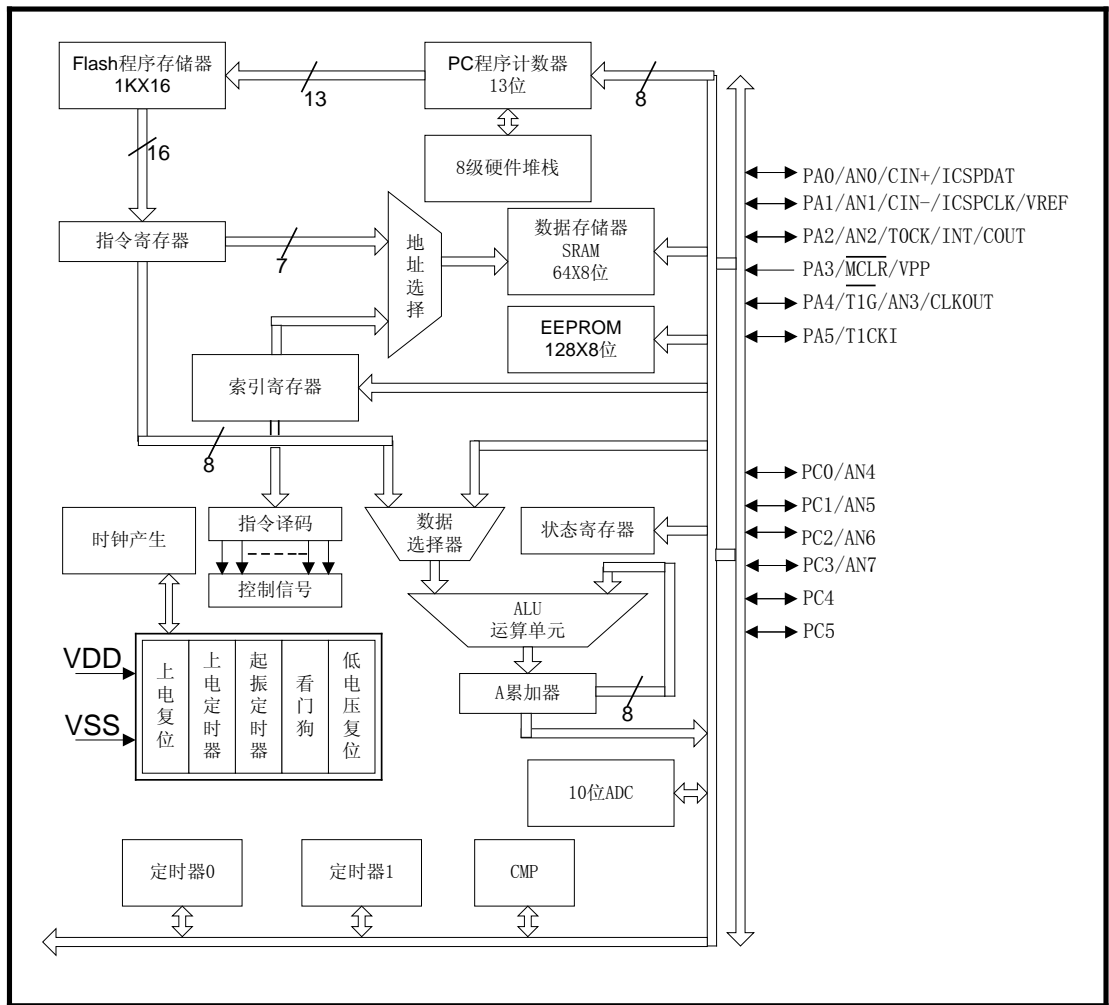 Flash程序存储器
1KX16
13
PC程序计数器
13位
8
16
8级硬件堆栈
PA0/AN0/CIN+/ICSPDAT
PA1/AN1/CIN-/ICSPCLK/VREF
PA2/AN2/T0CK/INT/COUT
PA3/MCLR/VPP
PA4/T1G/AN3/CLKOUT
PA5/T1CKI
指令寄存器
7
地址选择
数据存储器
SRAM
64X8位
EEPROM
128X8位
索引寄存器
8
PC0/AN4
PC1/AN5
PC2/AN6
PC3/AN7
PC4
PC5
时钟产生
指令译码
控制信号
数据
选择器
状态寄存器
ALU
运算单元
VDD
VSS
上电复位
上电定时器
起振定时器
看门狗
低电压复位
A累加器
8
10位ADC
定时器0
定时器1
CMP